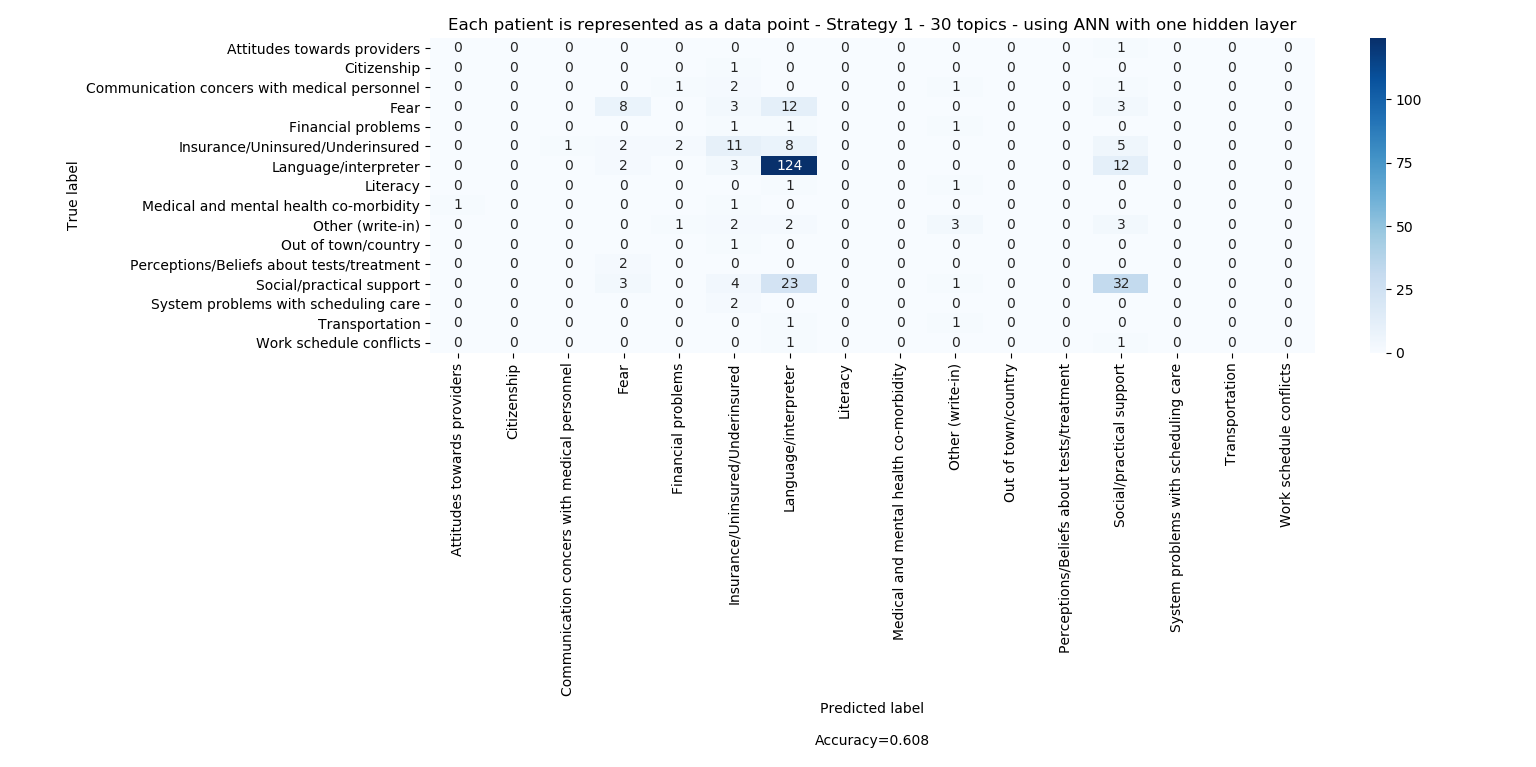 Each patient is represented as a data point - Strategy 1 - 30 topics - using ANN with one hidden layer
Attitudes towards providers 0 0 0 0 0 0 0 0 0 0 0 0 1 0 0 0
Citizenship 0 0 0 0 0 1 0 0 0 0 0 0 0 0 0 0
Communication concers with medical personnel 0 0 0 0 1 2 0 0 0 1 0 0 1 0 0 0
Fear 0 0 0 8 0 3 12 0 0 0 0 0 3 0 0 0
Financial problems 0 0 0 0 0 1 1 0 0 1 0 0 0 0 0 0
Insurance/Uninsured/Underinsured 0 0 1 2 2 11 8 0 0 0 0 0 5 0 0 0
Language/interpreter 0 0 0 2 0 3 124 0 0 0 0 0 12 0 0 0
Literacy 0 0 0 0 0 0 1 0 0 1 0 0 0 0 0 0
Medical and mental health co-morbidity 1 0 0 0 0 1 0 0 0 0 0 0 0 0 0 0
Other (write-in) 0 0 0 0 1 2 2 0 0 3 0 0 3 0 0 0
Out of town/country 0 0 0 0 0 1 0 0 0 0 0 0 0 0 0 0
Perceptions/Beliefs about tests/treatment 0 0 0 2 0 0 0 0 0 0 0 0 0 0 0 0
Social/practical support 0 0 0 3 0 4 23 0 0 1 0 0 32 0 0 0
System problems with scheduling care 0 0 0 0 0 2 0 0 0 0 0 0 0 0 0 0
Transportation 0 0 0 0 0 0 1 0 0 1 0 0 0 0 0 0
Work schedule conflicts 0 0 0 0 0 0 1 0 0 0 0 0 1 0 0 0
True label
100
75
50
25
0
Attitudes towards providers
Citizenship
Communication concers with medical personnel
Fear
Financial problems
Insurance/Uninsured/Underinsured
Language/interpreter
Literacy
Medical and mental health co-morbidity
Other (write-in)
Out of town/country
Perceptions/Beliefs about tests/treatment
Social/practical support
System problems with scheduling care
Transportation
Work schedule conflicts
Predicted label
Accuracy=0.608